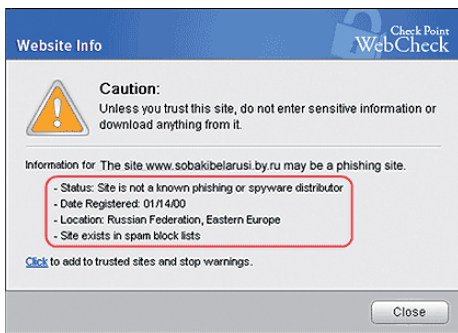 Check Point
Website Info WebCheck
Caution:
Unless you trust this site, do not enter sensitive information or
download anything from it.
Information for The site www.sobakibelarusi.by.ru may be a phishing site.
- Status: Site is not a known phishing or spyware distributor
- Date Registered: 01/14/00
- Location: Russian Federation, Eastern Europe
- Site exists in spam block lists
Click to add to trusted sites and stop warnings.
Close